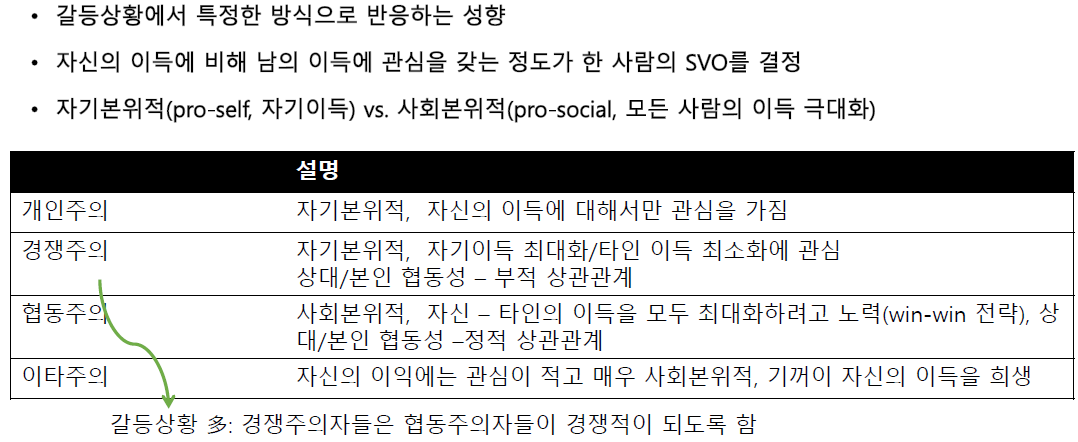 • 갈등상황에서 특정한 방식으로 반응하는 성향
• 자신의 이득에 비해 남의 이득에 관심을 갖는 정도가 한 사람의 SVO를 결정
• 자기본위적(pro-self, 자기이득) vs. 사회본위적(pro-social, 모든 사람의 이득 극대화)
설명
개인주의 자기본위적, 자신의 이득에 대해서만 관심을 가짐
경쟁주의 자기본위적, 자기이득 최대화/타인 이득 최소화에 관심
상대/본인 협동성 – 부적 상관관계
협동주의 사회본위적, 자신 – 타인의 이득을 모두 최대화하려고 노력(win-win 전략), 상
대/본인 협동성 –정적 상관관계
이타주의 자신의 이익에는 관심이 적고 매우 사회본위적, 기꺼이 자신의 이득을 희생
갈등상황 多: 경쟁주의자들은 협동주의자들이 경쟁적이 되도록 함